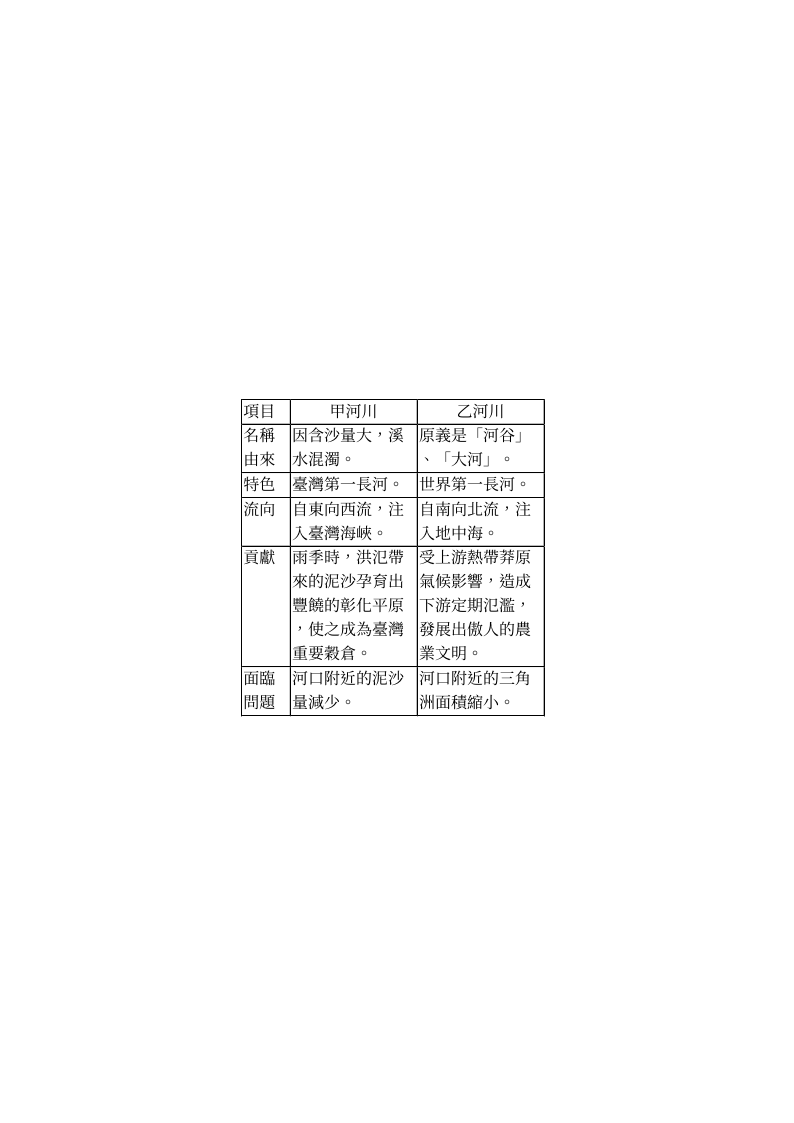 項目 甲河川 乙河川
名稱由來 因含沙量大，溪 原義是「河谷」
水混濁。 、「大河」。
特色 臺灣第一長河。 世界第一長河。
流向 自東向西流，注 自南向北流，注
入臺灣海峽。 入地中海。
貢獻 雨季時，洪氾帶 受上游熱帶莽原
來的泥沙孕育出 氣候影響，造成
豐饒的彰化平原 下游定期氾濫，
，使之成為臺灣 發展出傲人的農
重要穀倉。 業文明。
面臨 河口附近的泥沙 河口附近的三角
問題 量減少。 洲面積縮小。